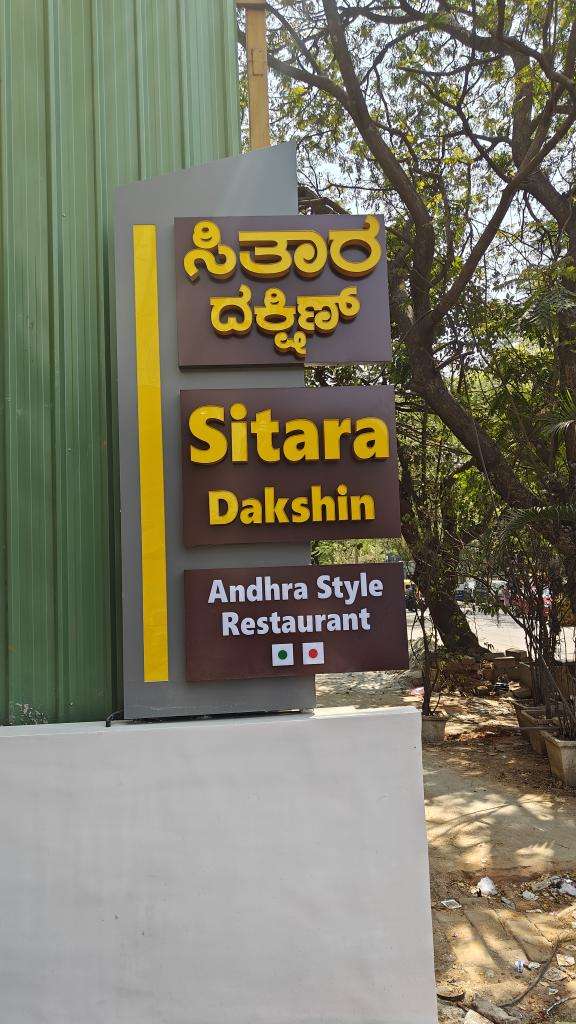 ಸಿತಾರ
ದಕ್ಷಿಣ್
Sitara
Dakshin
Andhra Style
Restaurant